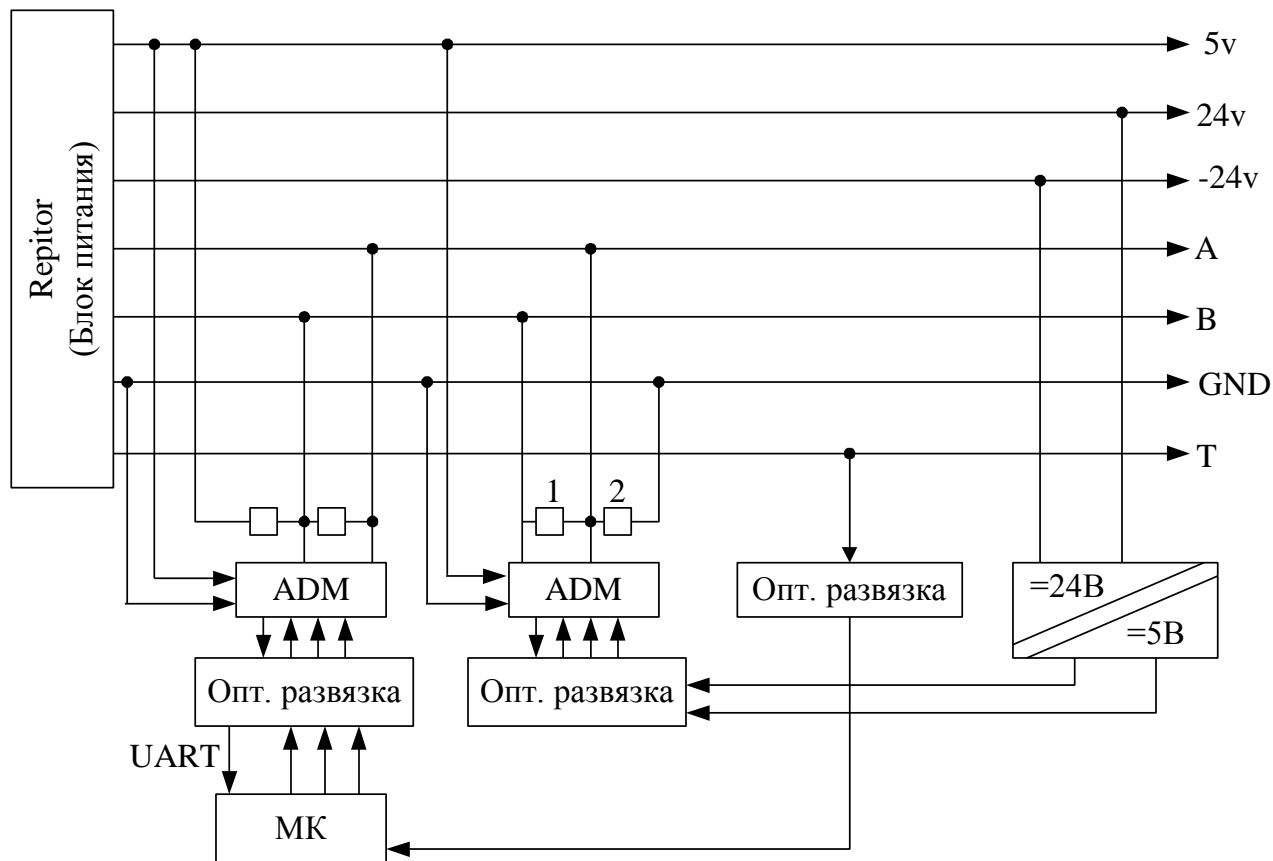 Repitor
(Блок питания)
5v
24v
-24v
A
B
GND
T
1 2
ADM
ADM
Опт. развязка
=24В
=5В
Опт. развязка
Опт. развязка
UART
МК